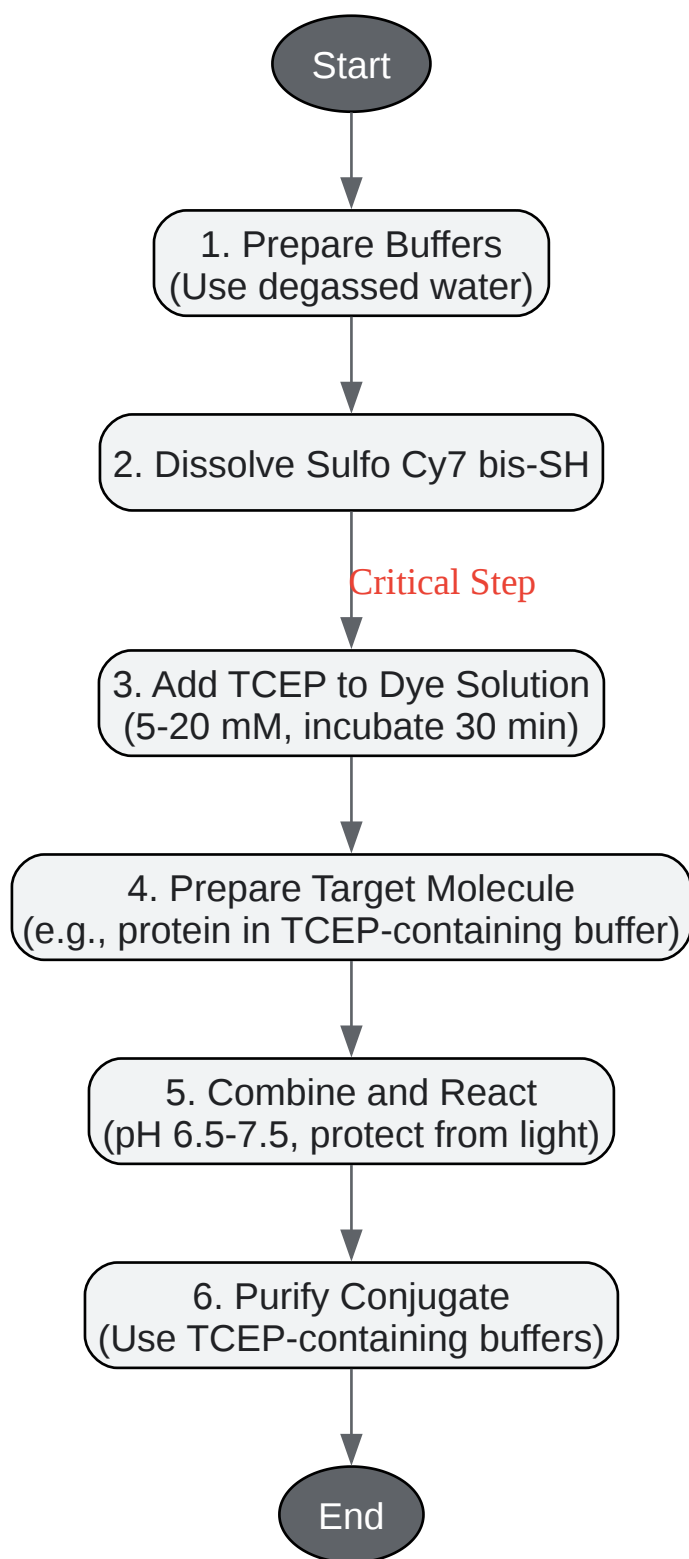 Start
1. Prepare Buffers
(Use degassed water)
2. Dissolve Sulfo Cy7 bis-SH
Critical Step
3. Add TCEP to Dye Solution
(5-20 mM, incubate 30 min)
4. Prepare Target Molecule
(e.g., protein in TCEP-containing buffer)
5. Combine and React
(pH 6.5-7.5, protect from light)
6. Purify Conjugate
(Use TCEP-containing buffers)
End